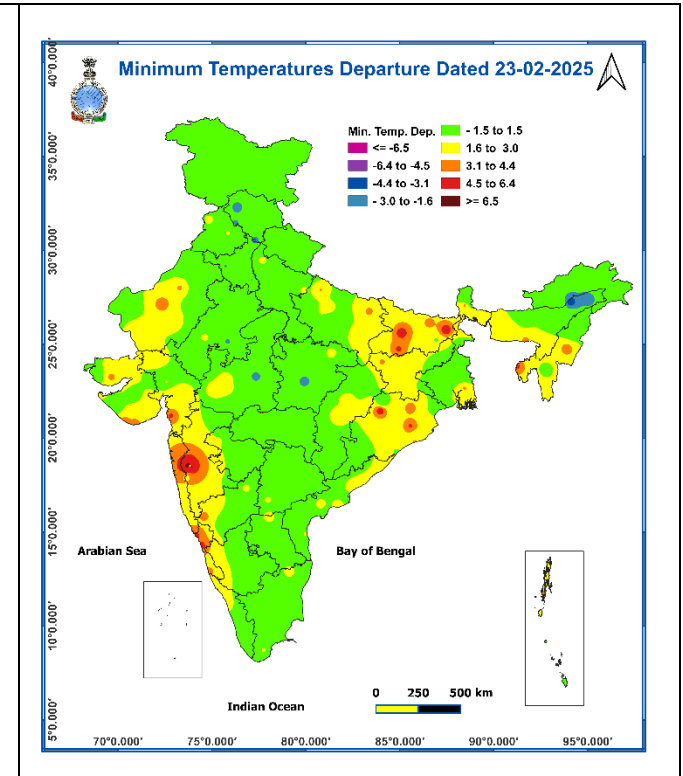 Minimum Temperatures Departure Dated 23-02-2025
Min. Temp. Dep.
<= -6.5
-6.4 to -4.5
-4.4 to -3.1
- 3.0 to -1.6
- 1.5 to 1.5
1.6 to 3.0
3.1 to 4.4
4.5 to 6.4
>= 6.5
40°0.000'
35°0.000'
30°0.000'
25°0.000'
20°0.000'
15°0.000'
10°0.000'
5°0.000'
Arabian Sea
Bay of Bengal
Indian Ocean
0 250 500 km
70°0.000' 75°0.000' 80°0.000' 85°0.000' 90°0.000' 95°0.000'